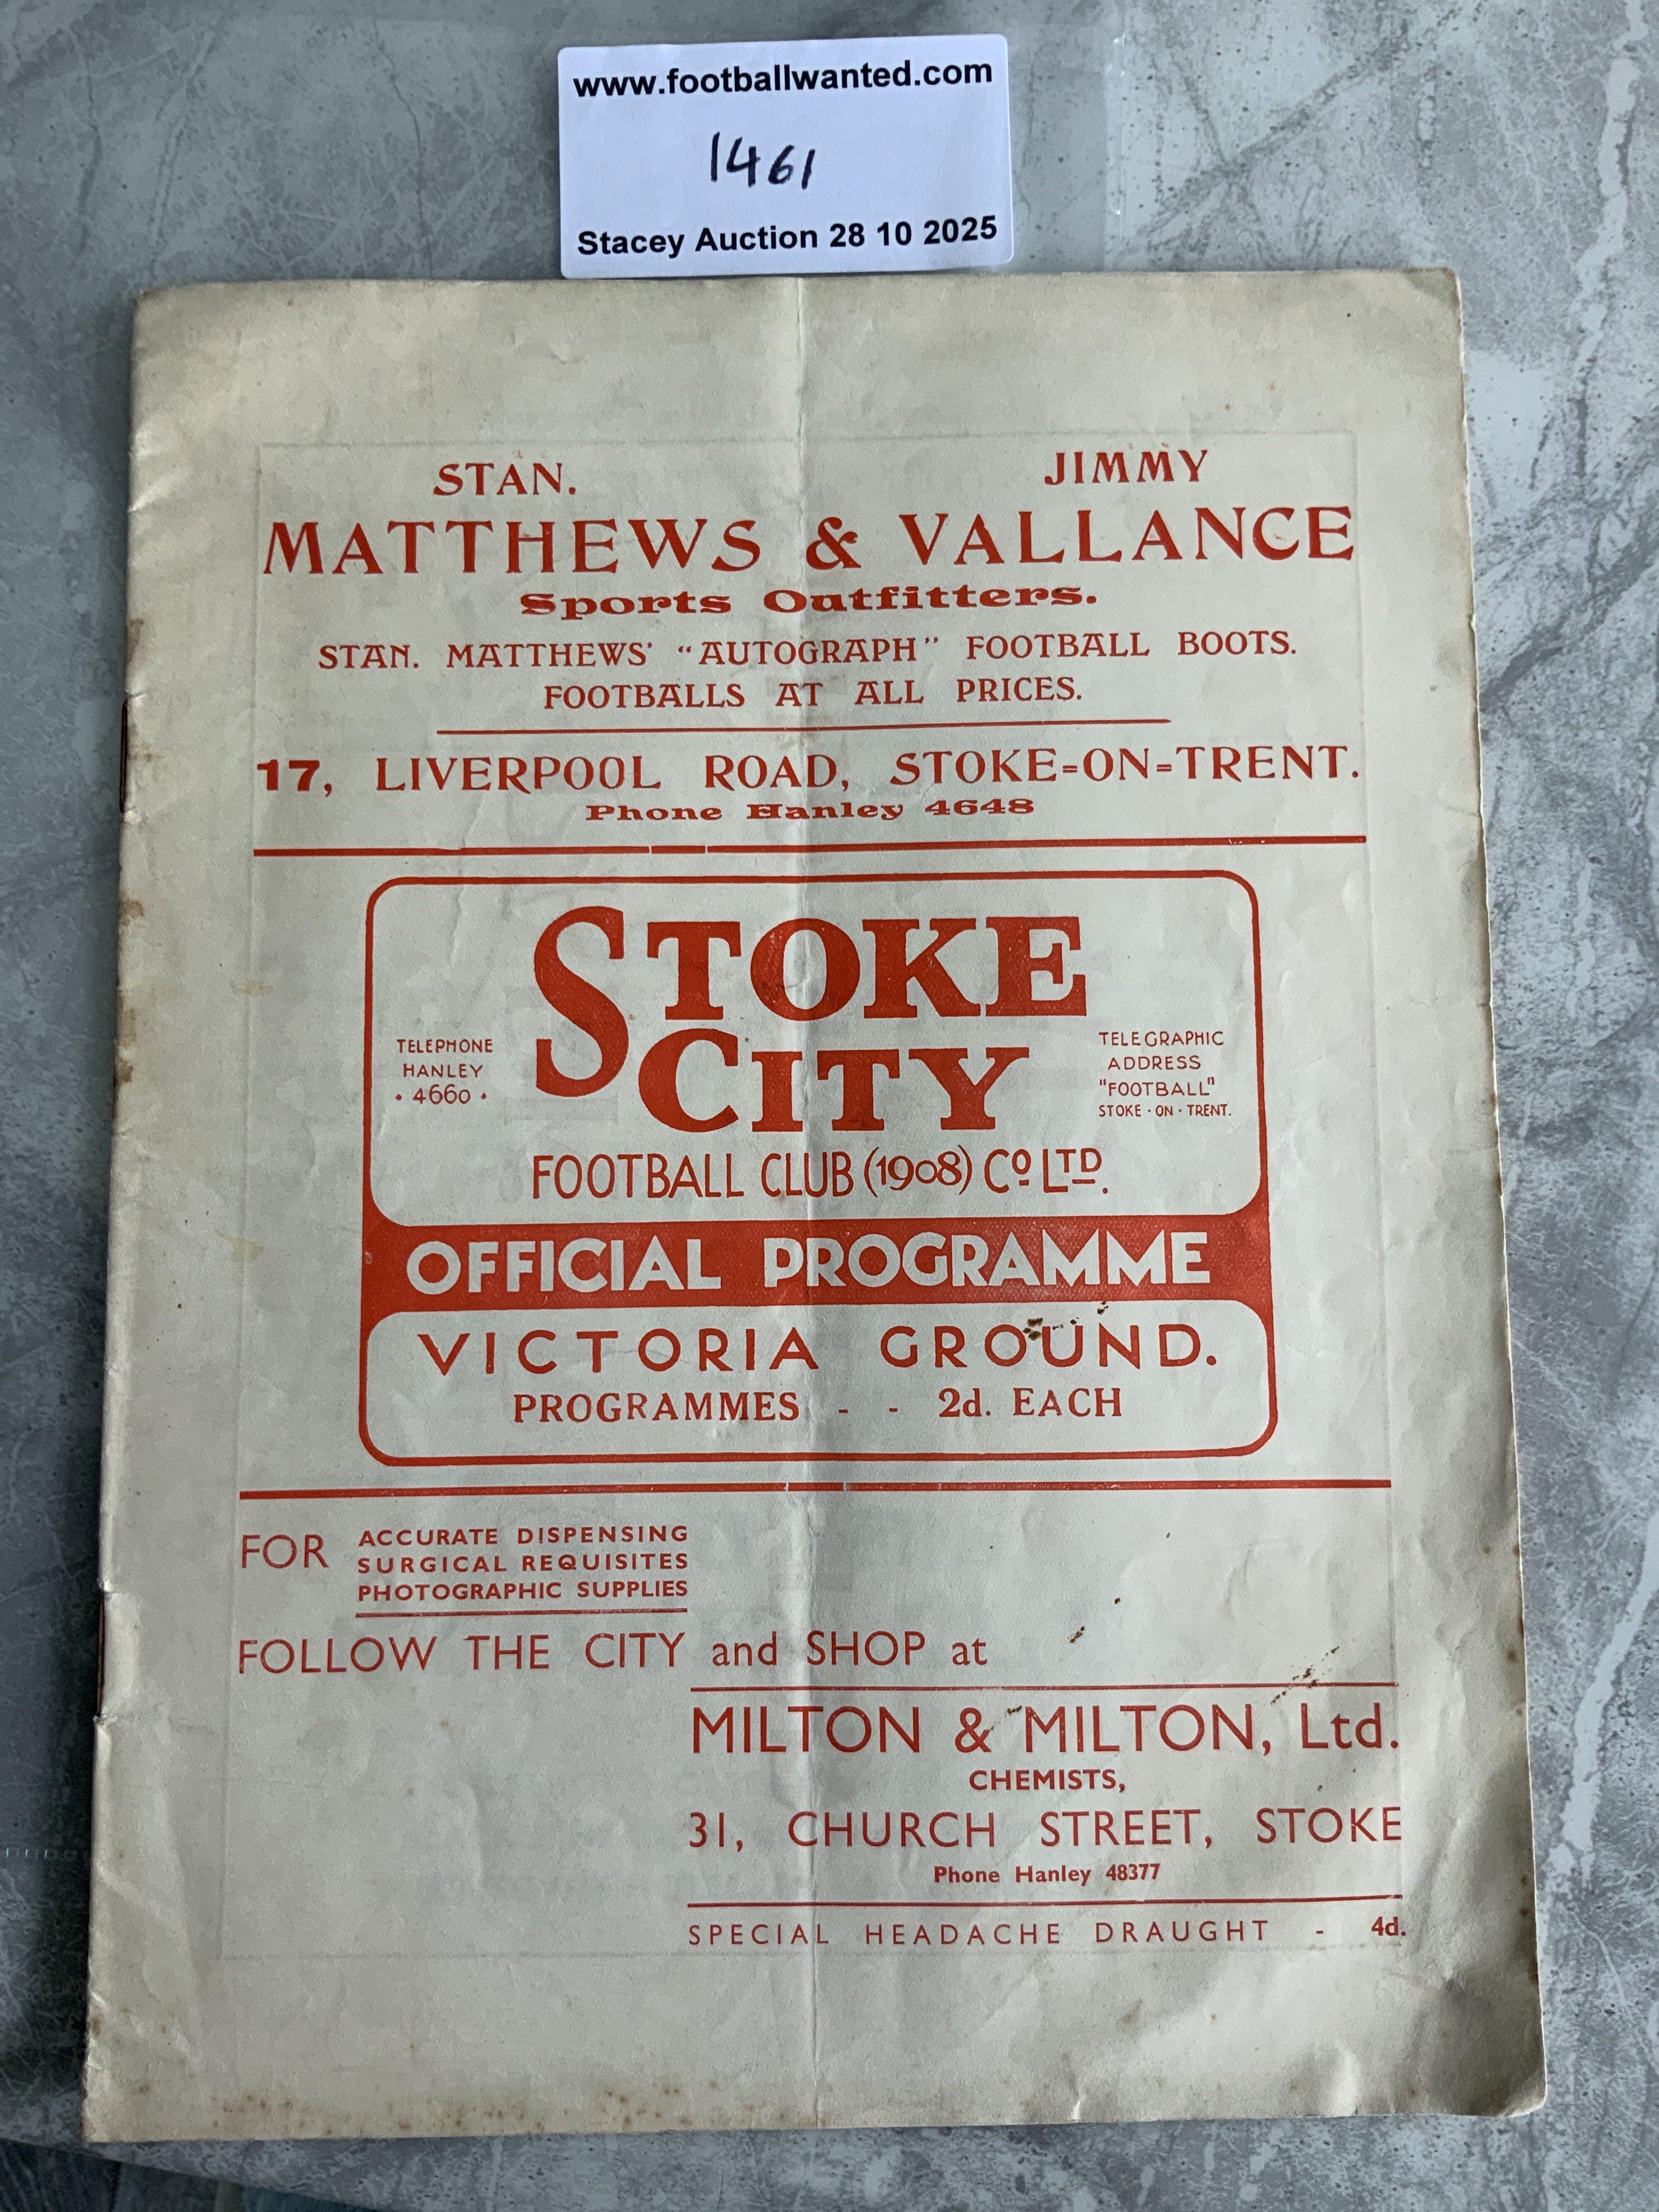 www.footballwanted.com
1461
Stacey Auction 28 10 2025
STAN. JIMMY
MATTHEWS & VALLANCE
Sports Outfitters.
STAN. MATTHEWS' "AUTOGRAPH" FOOTBALL BOOTS.
FOOTBALLS AT ALL PRICES.
17, LIVERPOOL ROAD, STOKE=ON=TRENT.
Phone Hanley 4648
STOKE
CITY
TELEPHONE
HANLEY
• 4660 •
TELEGRAPHIC
ADDRESS
"FOOTBALL"
STOKE · ON · TRENT.
FOOTBALL CLUB (1908) Co LTD.
OFFICIAL PROGRAMME
VICTORIA GROUND.
PROGRAMMES - - 2d. EACH
FOR
ACCURATE DISPENSING
SURGICAL REQUISITES
PHOTOGRAPHIC SUPPLIES
FOLLOW THE CITY and SHOP at
MILTON & MILTON, Ltd.
CHEMISTS,
31, CHURCH STREET, STOKE
Phone Hanley 48377
SPECIAL HEADACHE DRAUGHT - 4d.